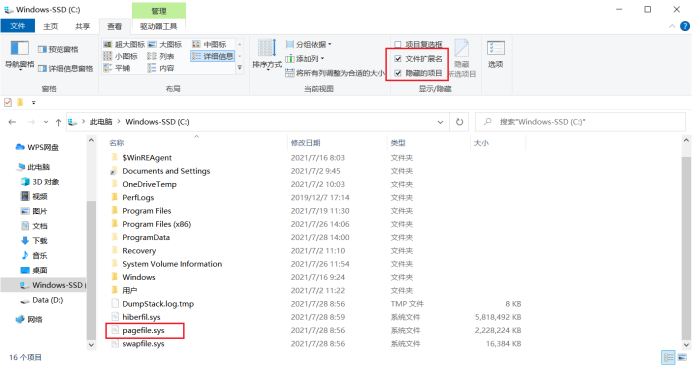 Windows-SSD (C:)
管理
文件 主页 共享 查看 驱动器工具
导航窗格
预览窗格
详细信息窗格
窗格
超大图标 大图标 中图标
小图标 列表 详细信息
平铺 内容
布局
排序方式
分组依据
添加列
将所有列调整为合适的大小
当前视图
项目复选框
文件扩展名
隐藏的项目
隐藏
所选项目
显示/隐藏
选项
此电脑 > Windows-SSD (C:)
搜索"Windows-SSD (C:)"
WPS网盘
此电脑
3D 对象
视频
图片
文档
下载
音乐
桌面
Windows-SSD (
Data (D:)
网络
名称 修改日期 类型 大小
$WinREAgent 2021/7/16 8:03 文件夹
Documents and Settings 2021/7/2 9:45 文件夹
OneDriveTemp 2021/7/2 10:03 文件夹
PerfLogs 2019/12/7 17:14 文件夹
Program Files 2021/7/19 11:30 文件夹
Program Files (x86) 2021/7/26 14:06 文件夹
ProgramData 2021/7/28 14:00 文件夹
Recovery 2021/7/2 11:10 文件夹
System Volume Information 2021/7/26 11:54 文件夹
Windows 2021/7/16 9:24 文件夹
用户 2021/7/2 11:22 文件夹
DumpStack.log.tmp 2021/7/28 8:56 TMP 文件 8 KB
hiberfil.sys 2021/7/28 8:59 系统文件 5,818,492 KB
pagefile.sys 2021/7/28 8:56 系统文件 2,228,224 KB
swapfile.sys 2021/7/28 8:56 系统文件 16,384 KB
16 个项目